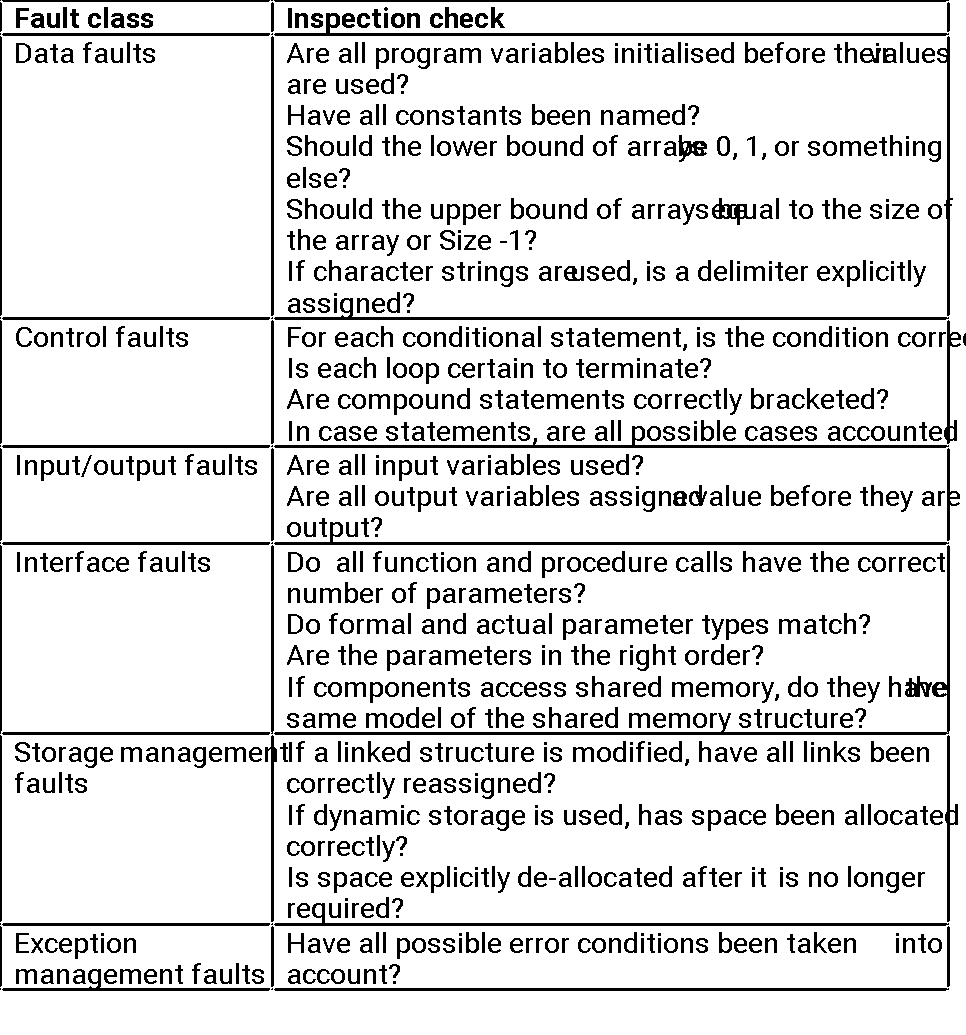 Fault class Inspection check
Data faults Are all program variables initialised before their values
are used?
Have all constants been named?
Should the lower bound of arrays be 0, 1, or something
else?
Should the upper bound of arrays be equal to the size of
the array or Size -1?
If character strings are used, is a delimiter explicitly
assigned?
Control faults For each conditional statement, is the condition correc
Is each loop certain to terminate?
Are compound statements correctly bracketed?
In case statements, are all possible cases accounted
Input/output faults Are all input variables used?
Are all output variables assigned a value before they are
output?
Interface faults Do all function and procedure calls have the correct
number of parameters?
Do formal and actual parameter types match?
Are the parameters in the right order?
If components access shared memory, do they have the
same model of the shared memory structure?
Storage management If a linked structure is modified, have all links been
faults correctly reassigned?
If dynamic storage is used, has space been allocated
correctly?
Is space explicitly de-allocated after it is no longer
required?
Exception Have all possible error conditions been taken into
management faults account?